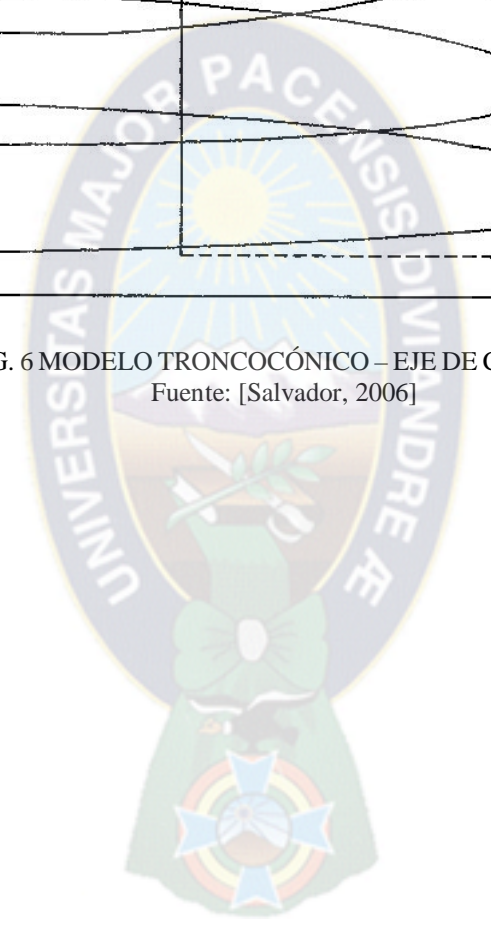 UNIVERSITAS MAJOR PACENSIS DIVI ANDRE Æ
G. 6 MODELO TRONCOCÓNICO – EJE DE
Fuente: [Salvador, 2006]